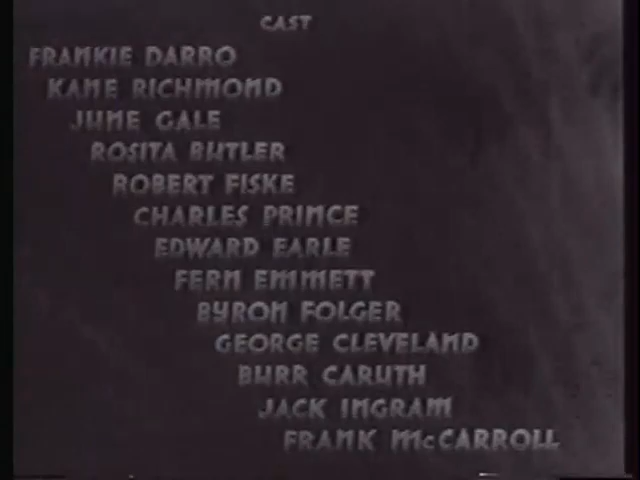 CAST
FRANKIE DARRO
KANE RICHMOND
JUNE GALE
ROSITA BUTLER
ROBERT FISKE
CHARLES PRINCE
EDWARD EARLE
FERN EMMETT
BYRON FOLGER
GEORGE CLEVELAND
BURR CARUTH
JACK INGRAM
FRANK McCARROLL